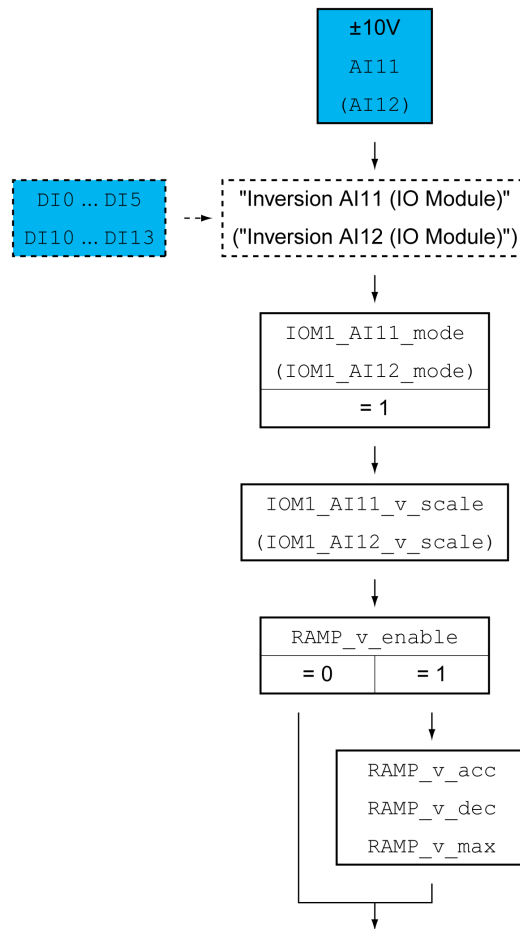 ±10V
AI11
(AI12)
DI0 ... DI5
DI10 ... DI13
"Inversion AI11 (IO Module)"
("Inversion AI12 (IO Module)")
IOM1_AI11_mode
(IOM1_AI12_mode)
= 1
IOM1_AI11_v_scale
(IOM1_AI12_v_scale)
RAMP_v_enable
= 0 = 1
RAMP_v_acc
RAMP_v_dec
RAMP_v_max